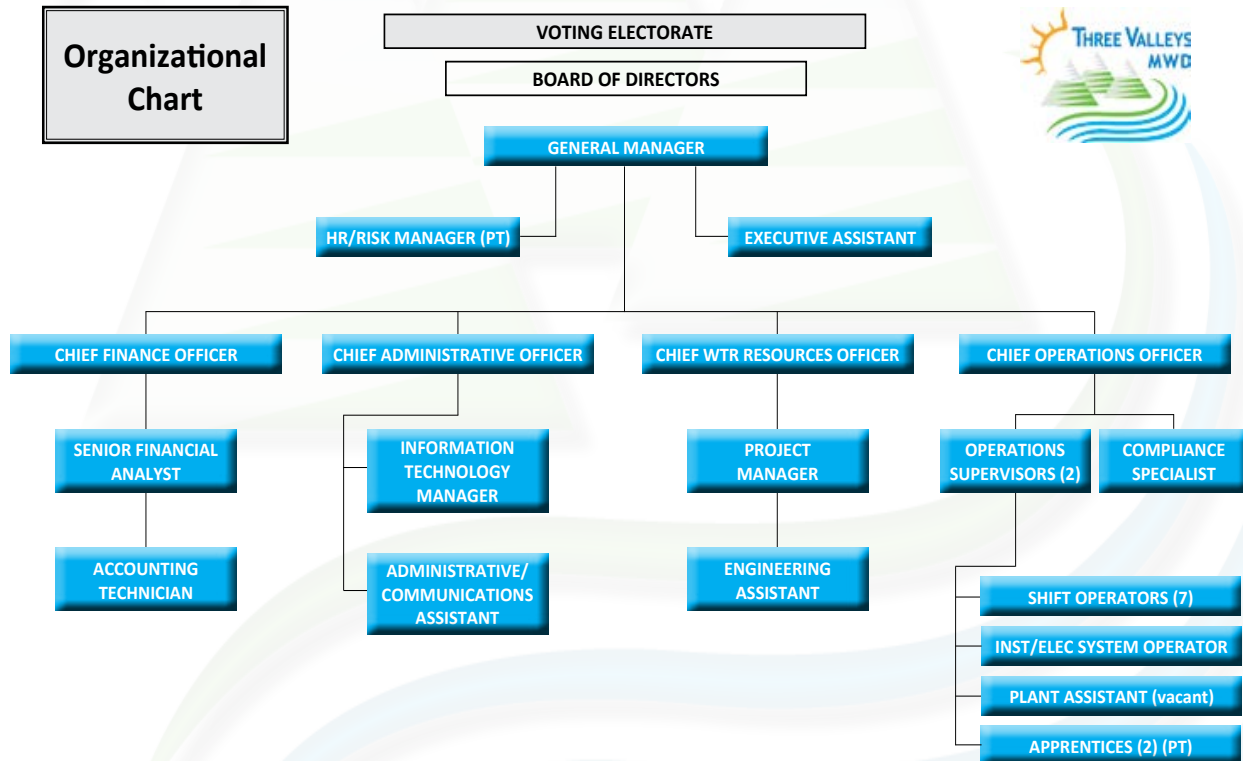 Organizational
Chart
VOTING ELECTORATE
BOARD OF DIRECTORS
THREE VALLEYS
MWD
GENERAL MANAGER
HR/RISK MANAGER (PT)
EXECUTIVE ASSISTANT
CHIEF FINANCE OFFICER
CHIEF ADMINISTRATIVE OFFICER
CHIEF WTR RESOURCES OFFICER
CHIEF OPERATIONS OFFICER
SENIOR FINANCIAL
ANALYST
INFORMATION
TECHNOLOGY
MANAGER
PROJECT
MANAGER
OPERATIONS
SUPERVISORS (2)
COMPLIANCE
SPECIALIST
ACCOUNTING
TECHNICIAN
ADMINISTRATIVE/
COMMUNICATIONS
ASSISTANT
ENGINEERING
ASSISTANT
SHIFT OPERATORS (7)
INST/ELEC SYSTEM OPERATOR
PLANT ASSISTANT (vacant)
APPRENTICES (2) (PT)